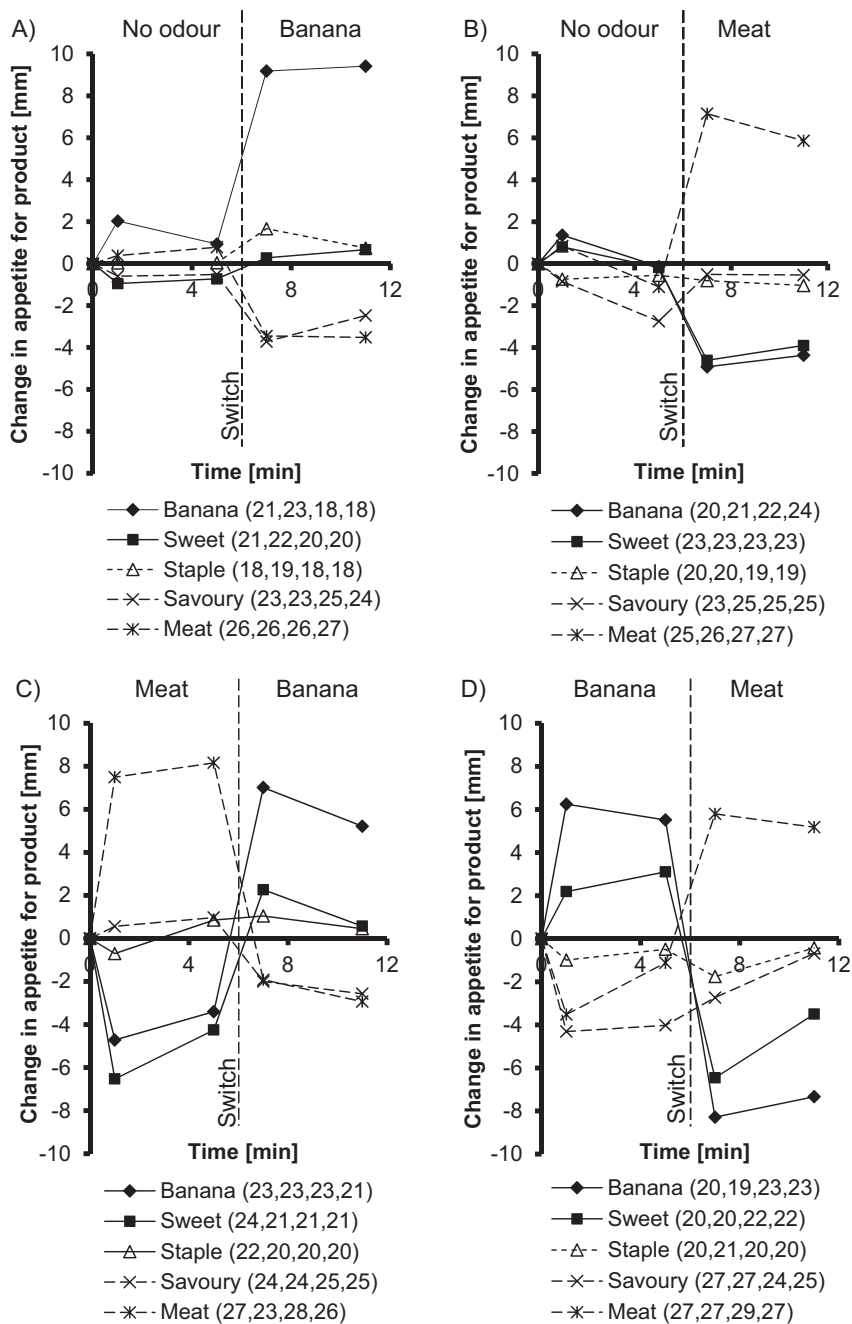 A)
No odour
Banana
Change in appetite for product [mm]
10
8
6
4
2
0
-2
-4
-6
-8
-10
0
4
8
12
Switch
Time [min]
Banana (21,23,18,18)
Sweet (21,22,20,20)
Staple (18,19,18,18)
Savoury (23,23,25,24)
Meat (26,26,26,27)
B)
No odour
Meat
Change in appetite for product [mm]
10
8
6
4
2
0
-2
-4
-6
-8
-10
0
4
8
12
Switch
Time [min]
Banana (20,21,22,24)
Sweet (23,23,23,23)
Staple (20,20,19,19)
Savoury (23,25,25,25)
Meat (25,26,27,27)
C)
Meat
Banana
Change in appetite for product [mm]
10
8
6
4
2
0
-2
-4
-6
-8
-10
0
4
8
12
Switch
Time [min]
Banana (23,23,23,21)
Sweet (24,21,21,21)
Staple (22,20,20,20)
Savoury (24,24,25,25)
Meat (27,23,28,26)
D)
Banana
Meat
Change in appetite for product [mm]
10
8
6
4
2
0
-2
-4
-6
-8
-10
0
4
8
12
Switch
Time [min]
Banana (20,19,23,23)
Sweet (20,20,22,22)
Staple (20,21,20,20)
Savoury (27,27,24,25)
Meat (27,27,29,27)